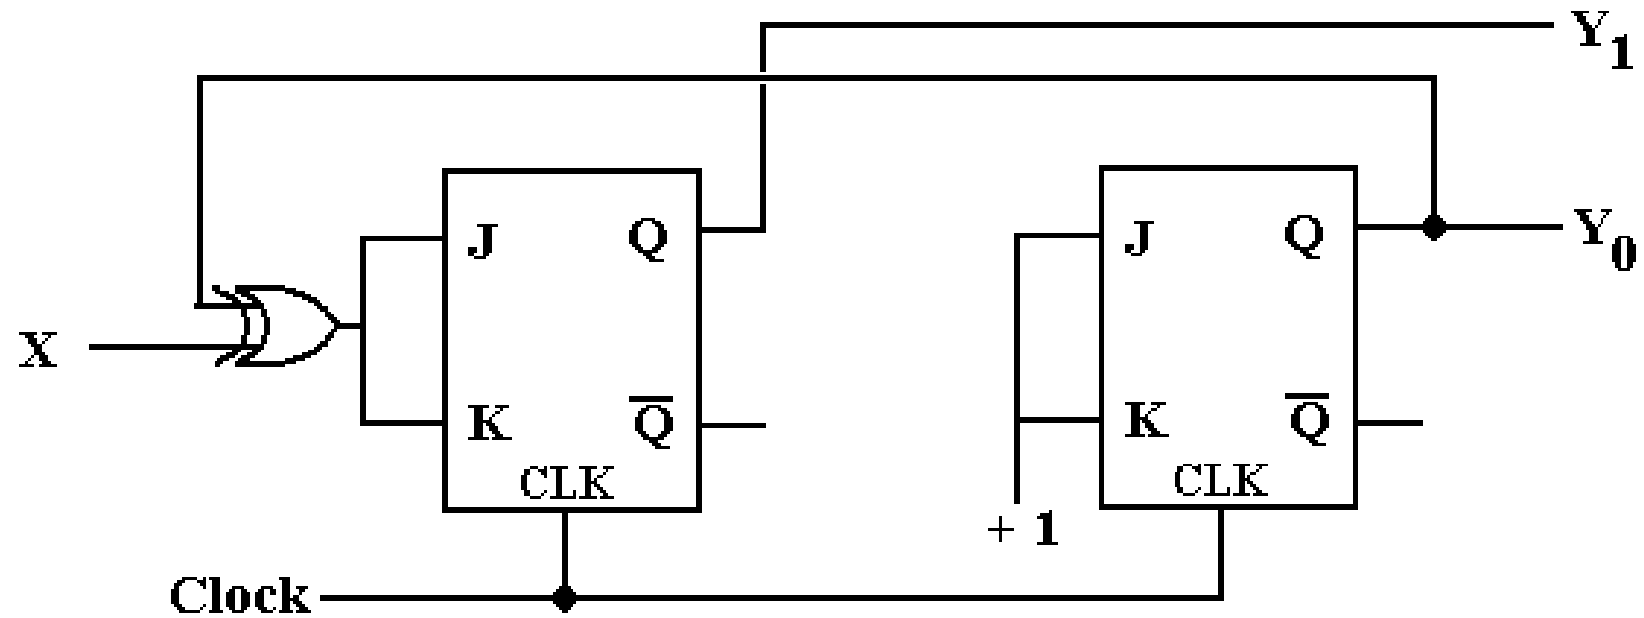 Y₁
Y₀
J Q
J Q
X
K Q̅
K Q̅
CLK
CLK
+ 1
Clock